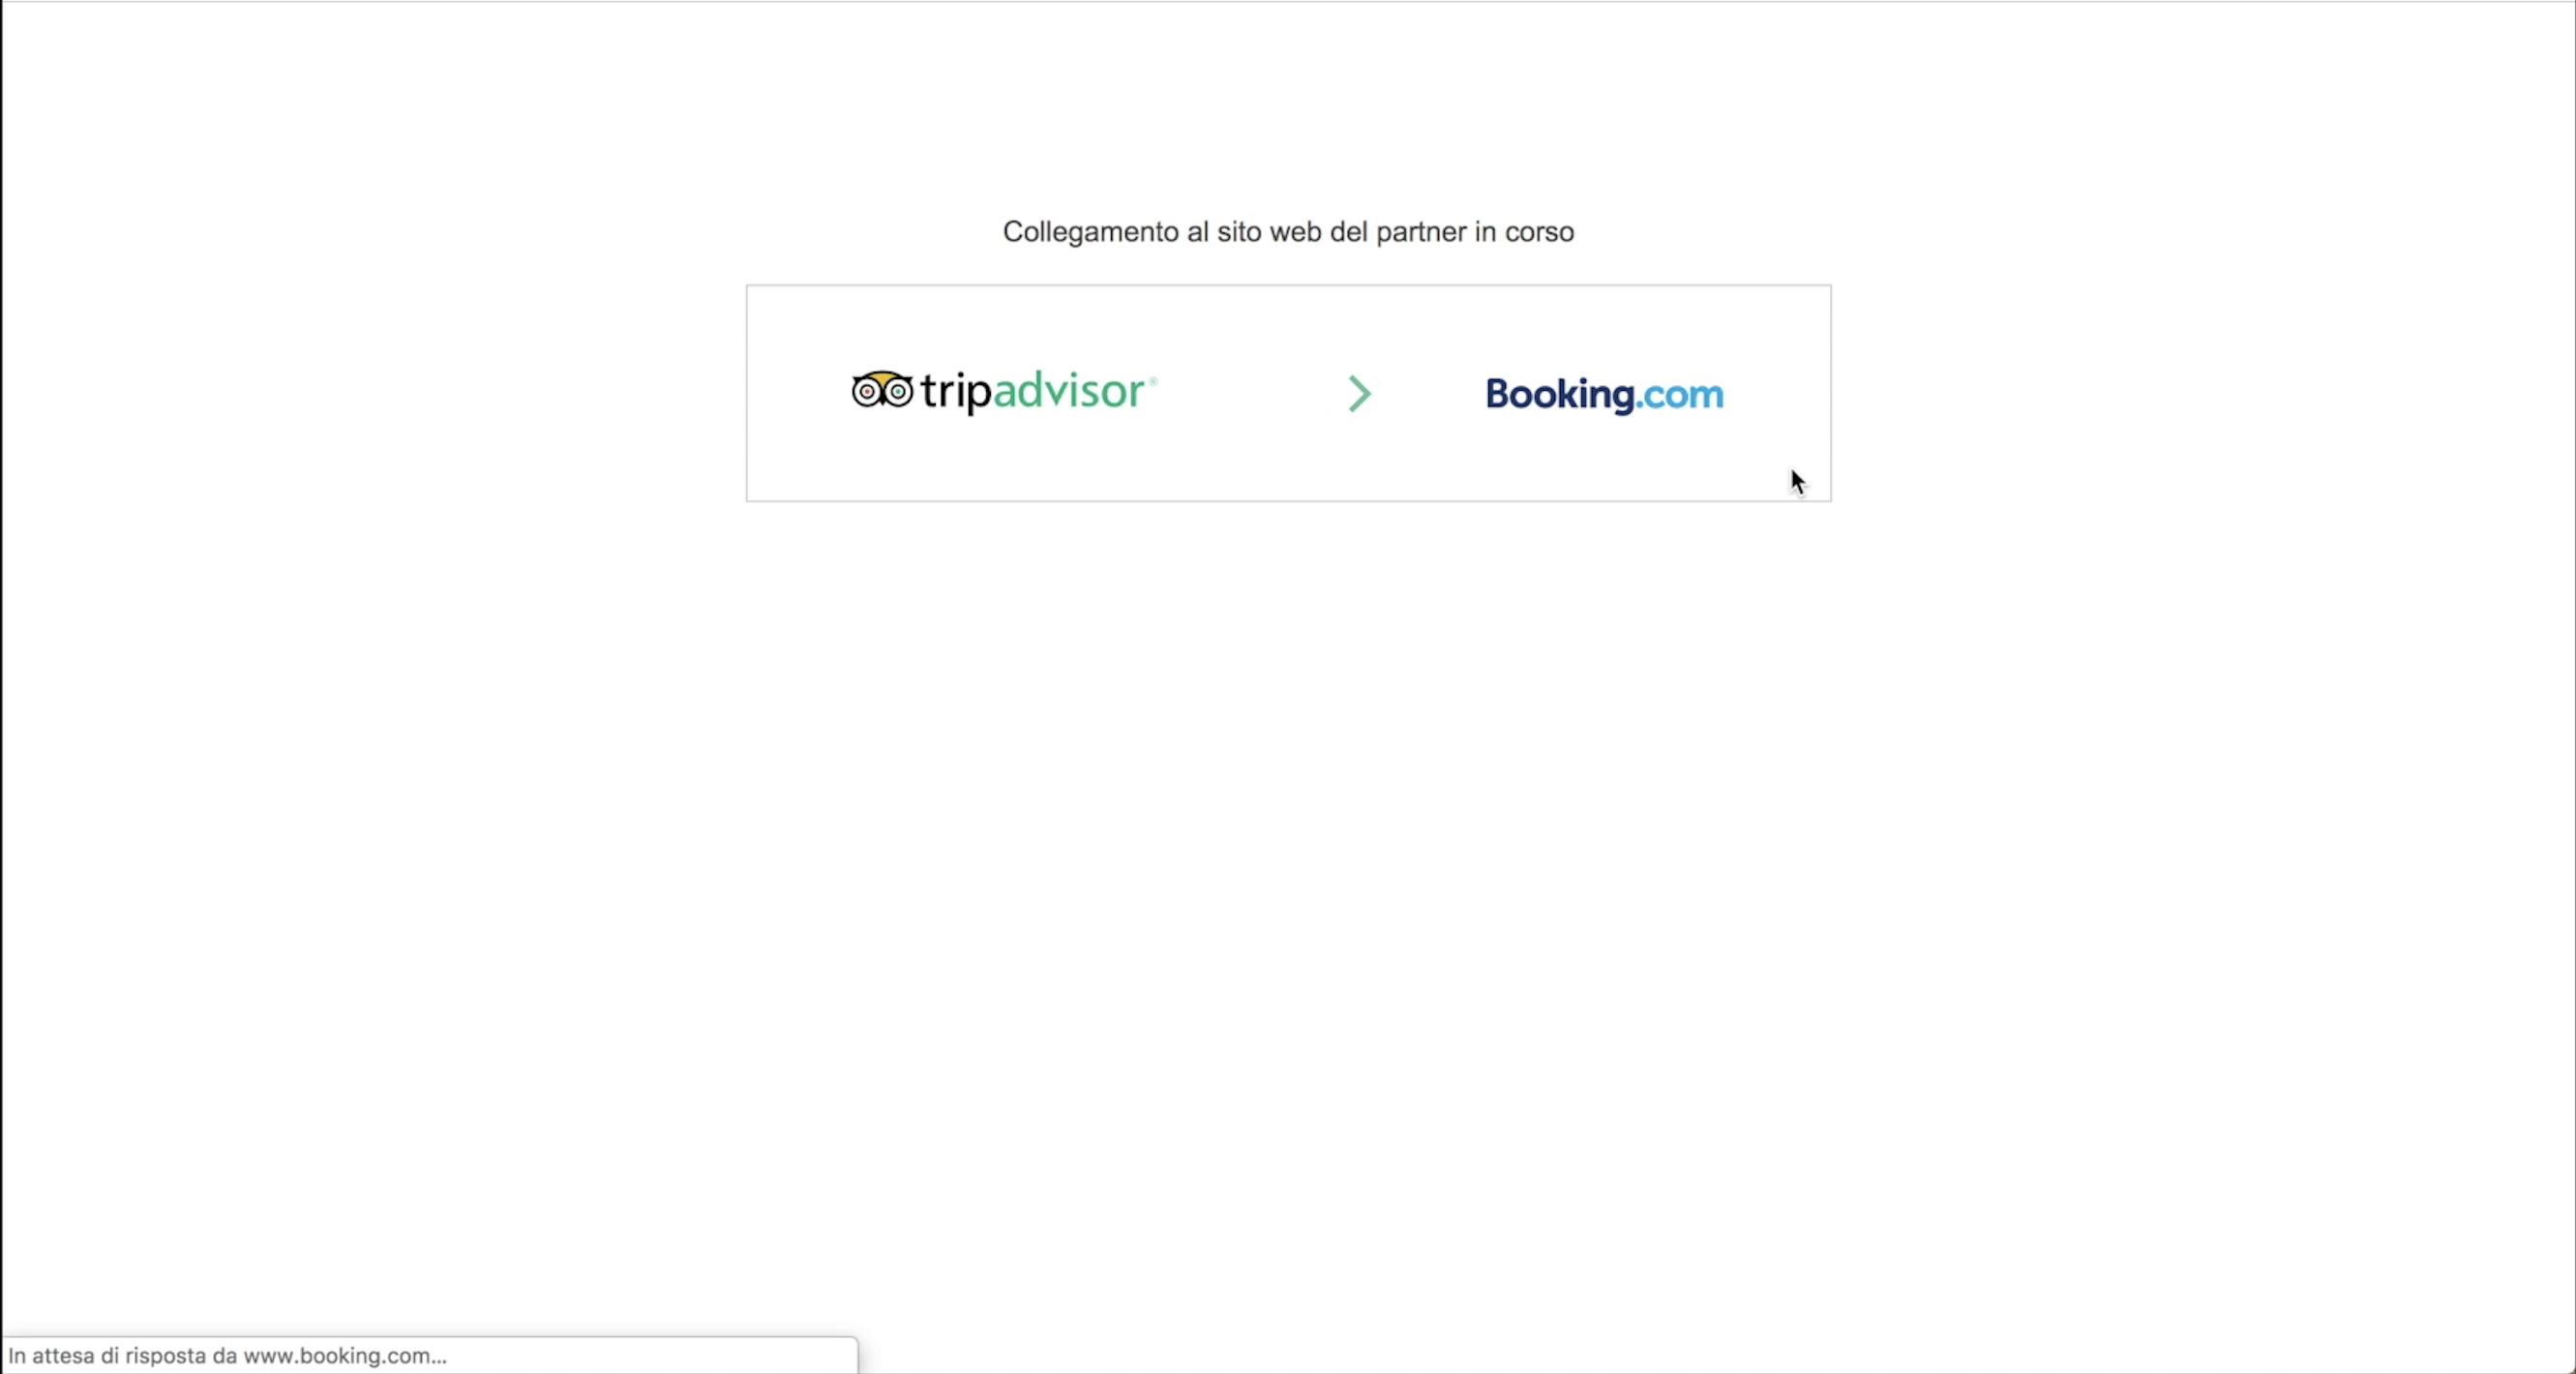 Collegamento al sito web del partner in corso
tripadvisor®
Booking.com
In attesa di risposta da www.booking.com...